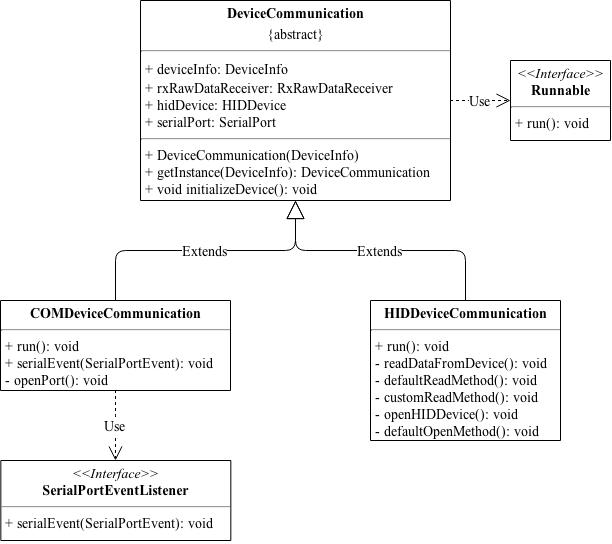 DeviceCommunication
{abstract}
+ deviceInfo: DeviceInfo
+ rxRawDataReceiver: RxRawDataReceiver
+ hidDevice: HIDDevice
+ serialPort: SerialPort
+ DeviceCommunication(DeviceInfo)
+ getInstance(DeviceInfo): DeviceCommunication
+ void initializeDevice(): void
Use
<<Interface>>
Runnable
+ run(): void
Extends
Extends
COMDeviceCommunication
+ run(): void
+ serialEvent(SerialPortEvent): void
- openPort(): void
HIDDeviceCommunication
+ run(): void
- readDataFromDevice(): void
- defaultReadMethod(): void
- customReadMethod(): void
- openHIDDevice(): void
- defaultOpenMethod(): void
Use
<<Interface>>
SerialPortEventListener
+ serialEvent(SerialPortEvent): void